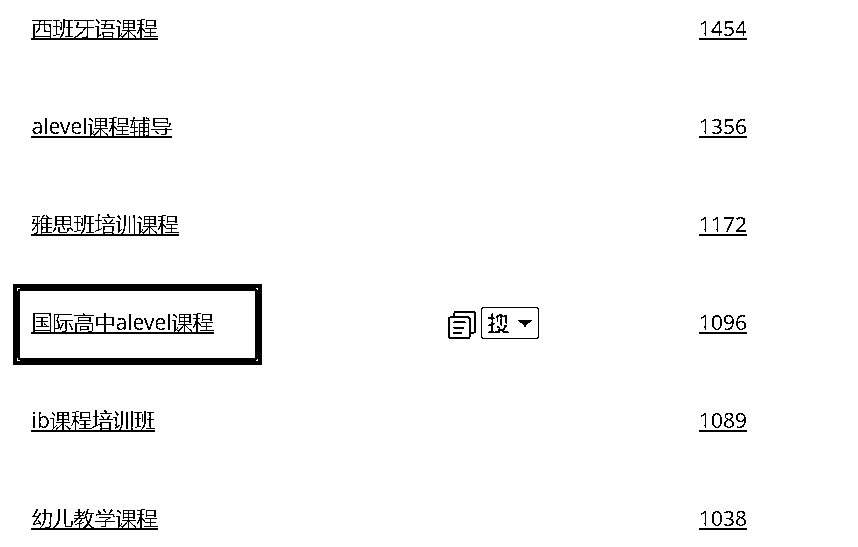 西班牙语课程 1454
alevel课程辅导 1356
雅思班培训课程 1172
国际高中alevel课程 搜 1096
ib课程培训班 1089
幼儿教学课程 1038